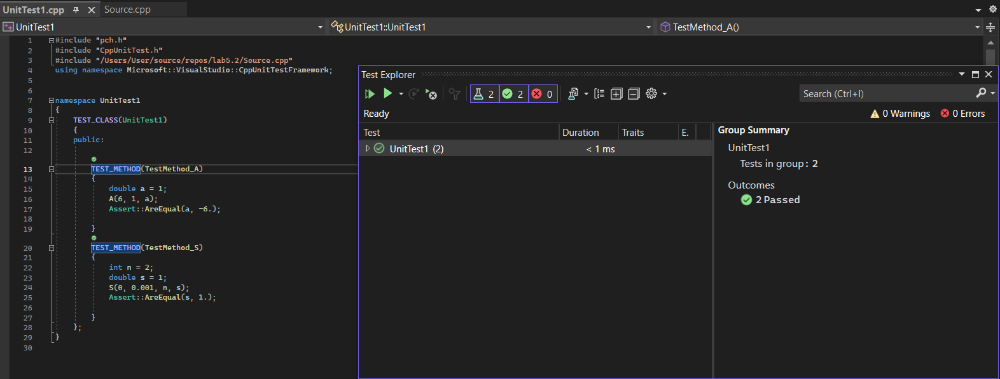 UnitTest1.cpp Source.cpp
UnitTest1 UnitTest1::UnitTest1 TestMethod_A()
1 #include "pch.h"
2 #include "CppUnitTest.h"
3 #include "/Users/User/source/repos/lab5.2/Source.cpp"
4 using namespace Microsoft::VisualStudio::CppUnitTestFramework;
5
6
7 namespace UnitTest1
8 {
9 TEST_CLASS(UnitTest1)
10 {
11 public:
12
13 TEST_METHOD(TestMethod_A)
14 {
15 double a = 1;
16 A(6, 1, a);
17 Assert::AreEqual(a, -6.);
18
19 }
20 TEST_METHOD(TestMethod_S)
21 {
22 int n = 2;
23 double s = 1;
24 S(0, 0.001, n, s);
25 Assert::AreEqual(s, 1.);
26
27 }
28 };
29 }
30
Test Explorer
2 2 0 Search (Ctrl+I)
Ready 0 Warnings 0 Errors
Test Duration Traits E.
UnitTest1 (2) < 1 ms
Group Summary
UnitTest1
Tests in group: 2
Outcomes
2 Passed